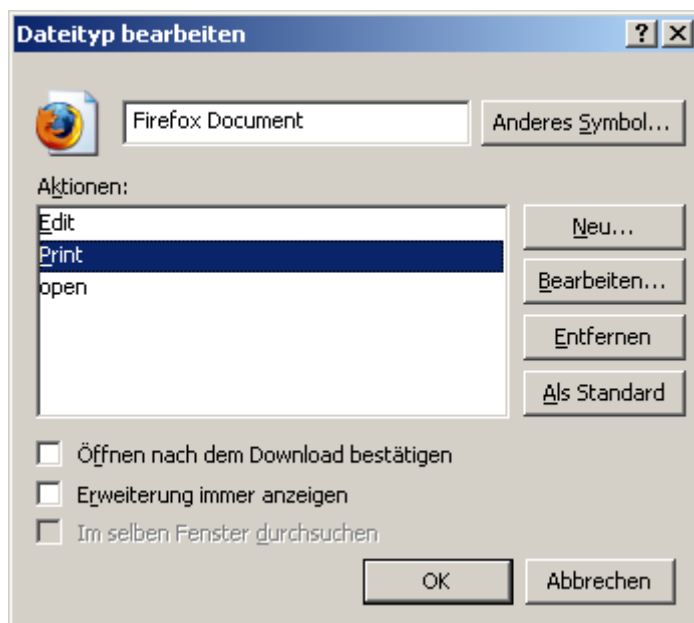 Dateityp bearbeiten
Firefox Document
Anderes Symbol...
Aktionen:
Edit
Print
open
Neu...
Bearbeiten...
Entfernen
Als Standard
Öffnen nach dem Download bestätigen
Erweiterung immer anzeigen
Im selben Fenster durchsuchen
OK
Abbrechen